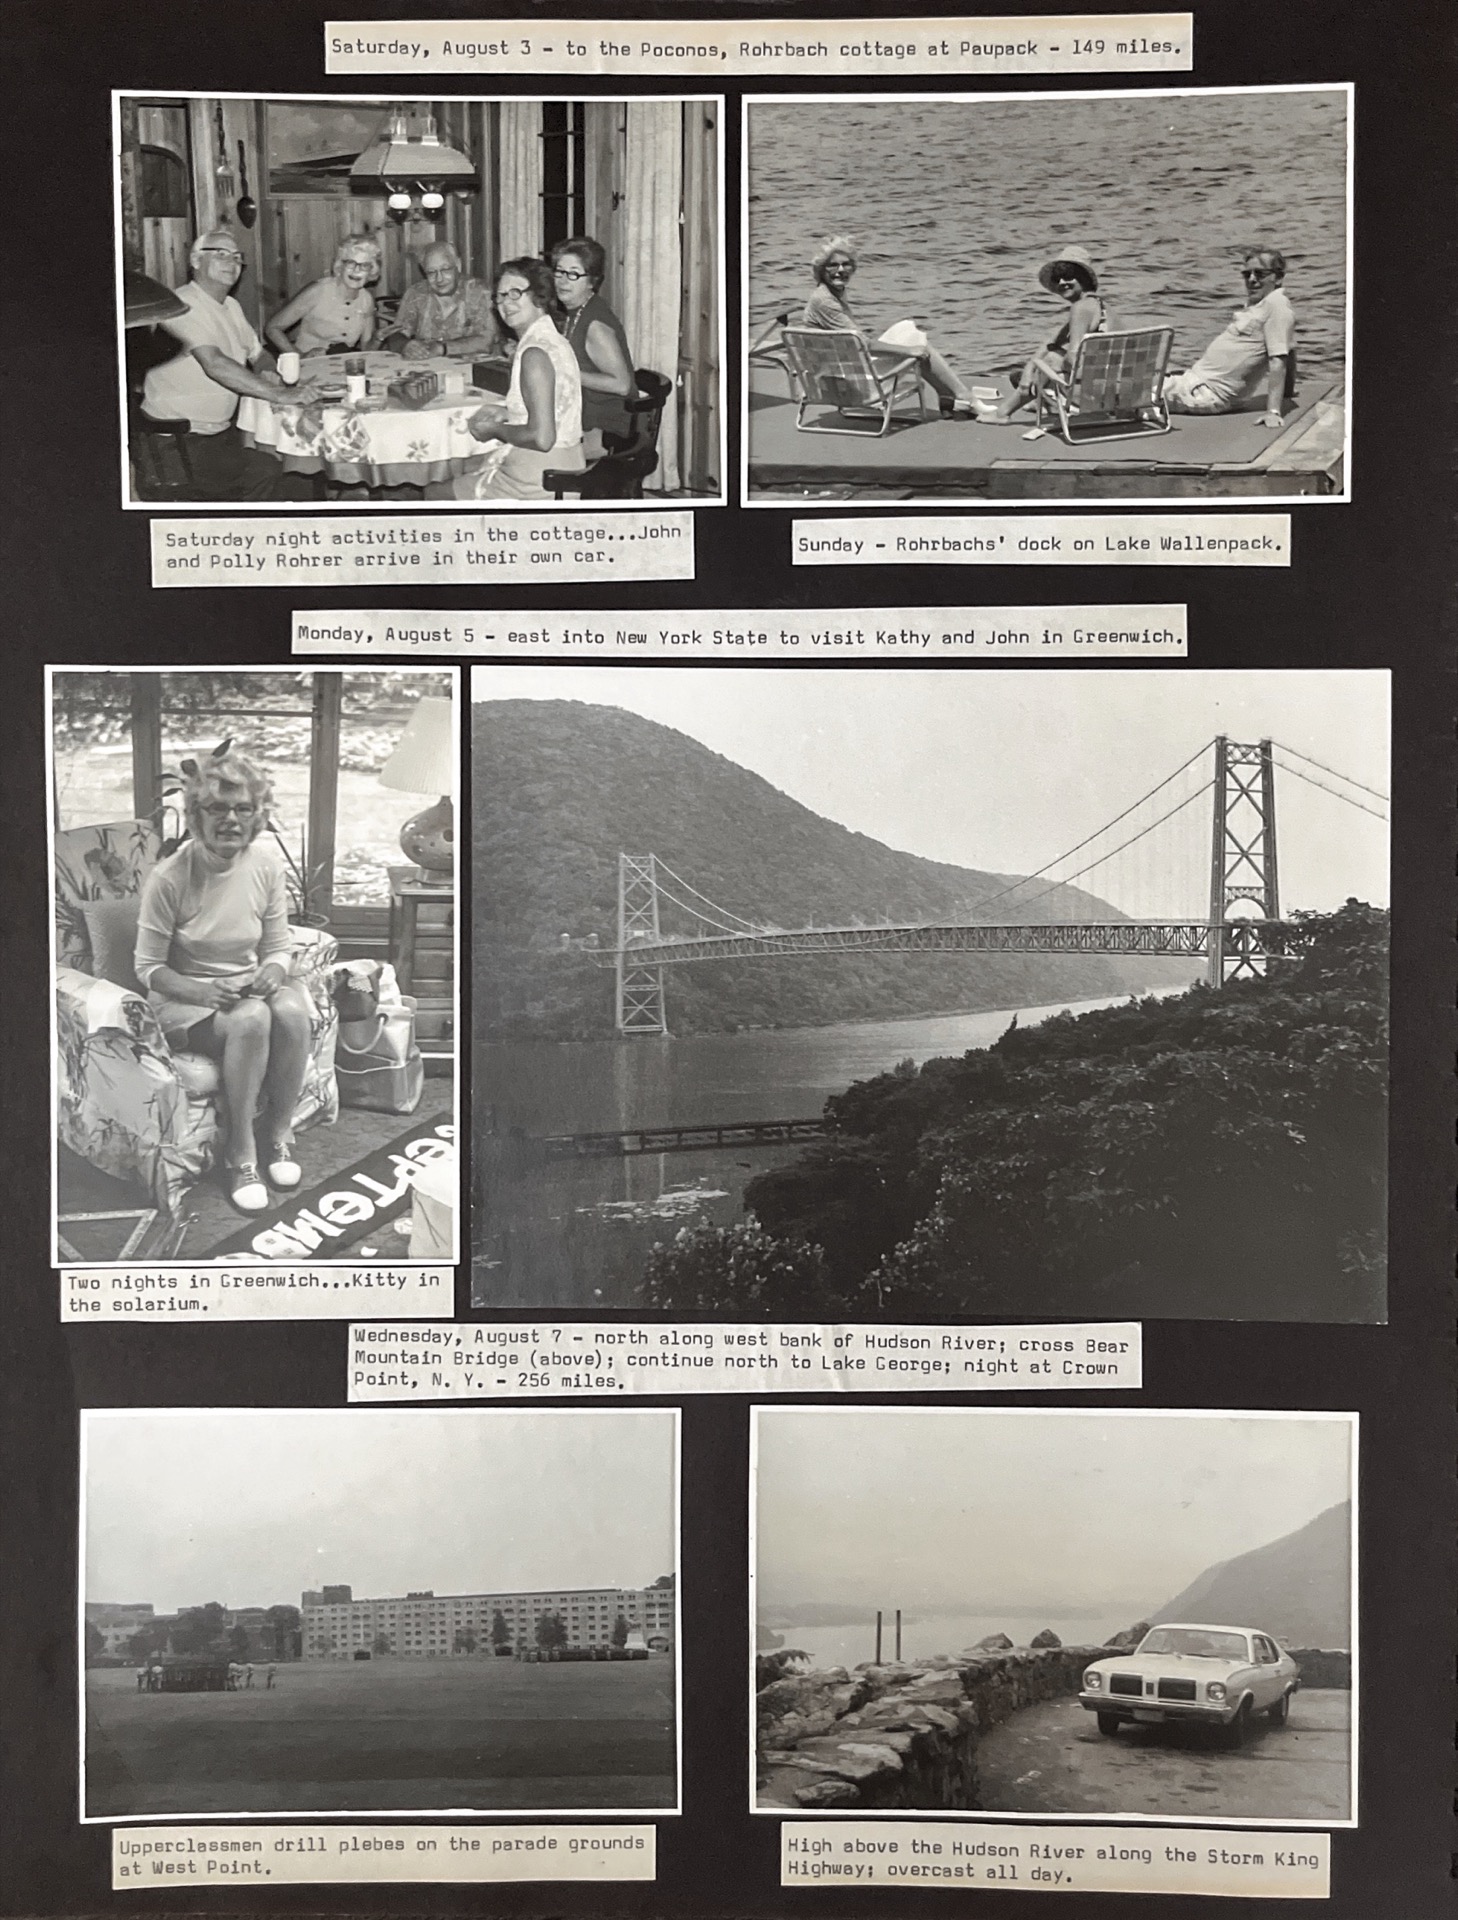 Saturday, August 3 - to the Poconos, Rohrbach cottage at Paupack - 149 miles.
Saturday night activities in the cottage...John
and Polly Rohrer arrive in their own car.
Sunday - Rohrbachs' dock on Lake Wallenpack.
Monday, August 5 - east into New York State to visit Kathy and John in Greenwich.
Two nights in Greenwich...Kitty in
the solarium.
Wednesday, August 7 - north along west bank of Hudson River; cross Bear
Mountain Bridge (above); continue north to Lake George; night at Crown
Point, N. Y. - 256 miles.
Upperclassmen drill plebes on the parade grounds
at West Point.
High above the Hudson River along the Storm King
Highway; overcast all day.